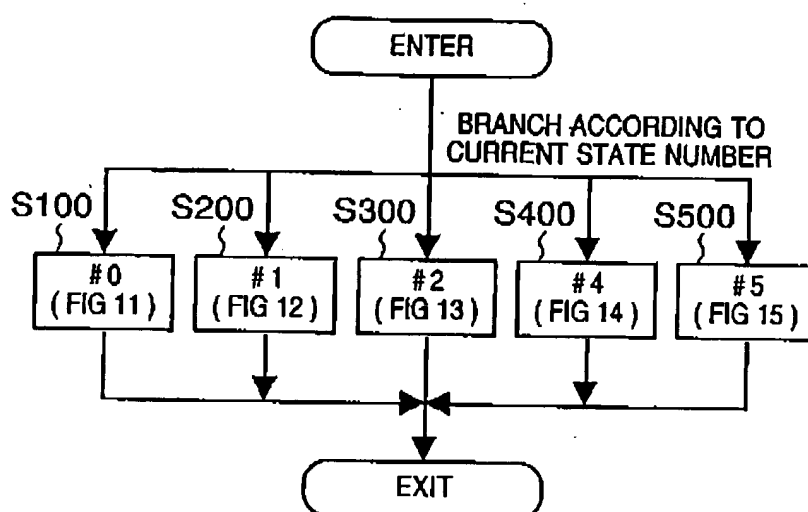 ENTER
BRANCH ACCORDING TO
CURRENT STATE NUMBER
S100
S200
S300
S400
S500
#0
( FIG 11 )
#1
( FIG 12 )
#2
( FIG 13 )
#4
( FIG 14 )
#5
( FIG 15 )
EXIT